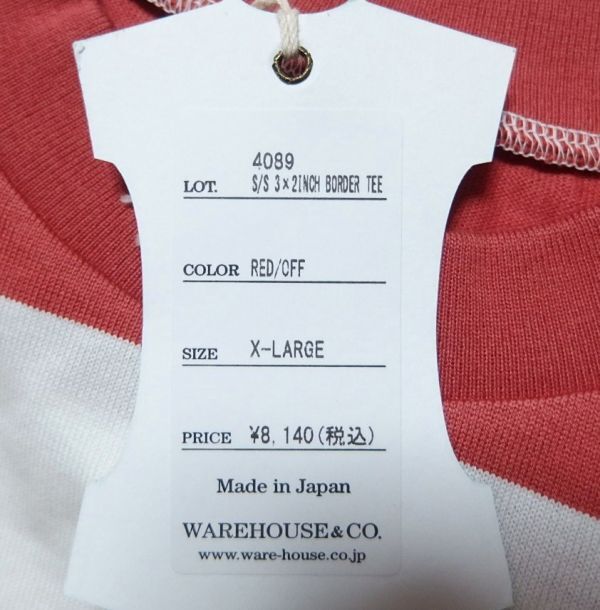 4089
LOT. S/S 3×2INCH BORDER TEE
COLOR RED/OFF
SIZE X-LARGE
PRICE ¥8,140(税込)
Made in Japan
WAREHOUSE&CO.
www.ware-house.co.jp